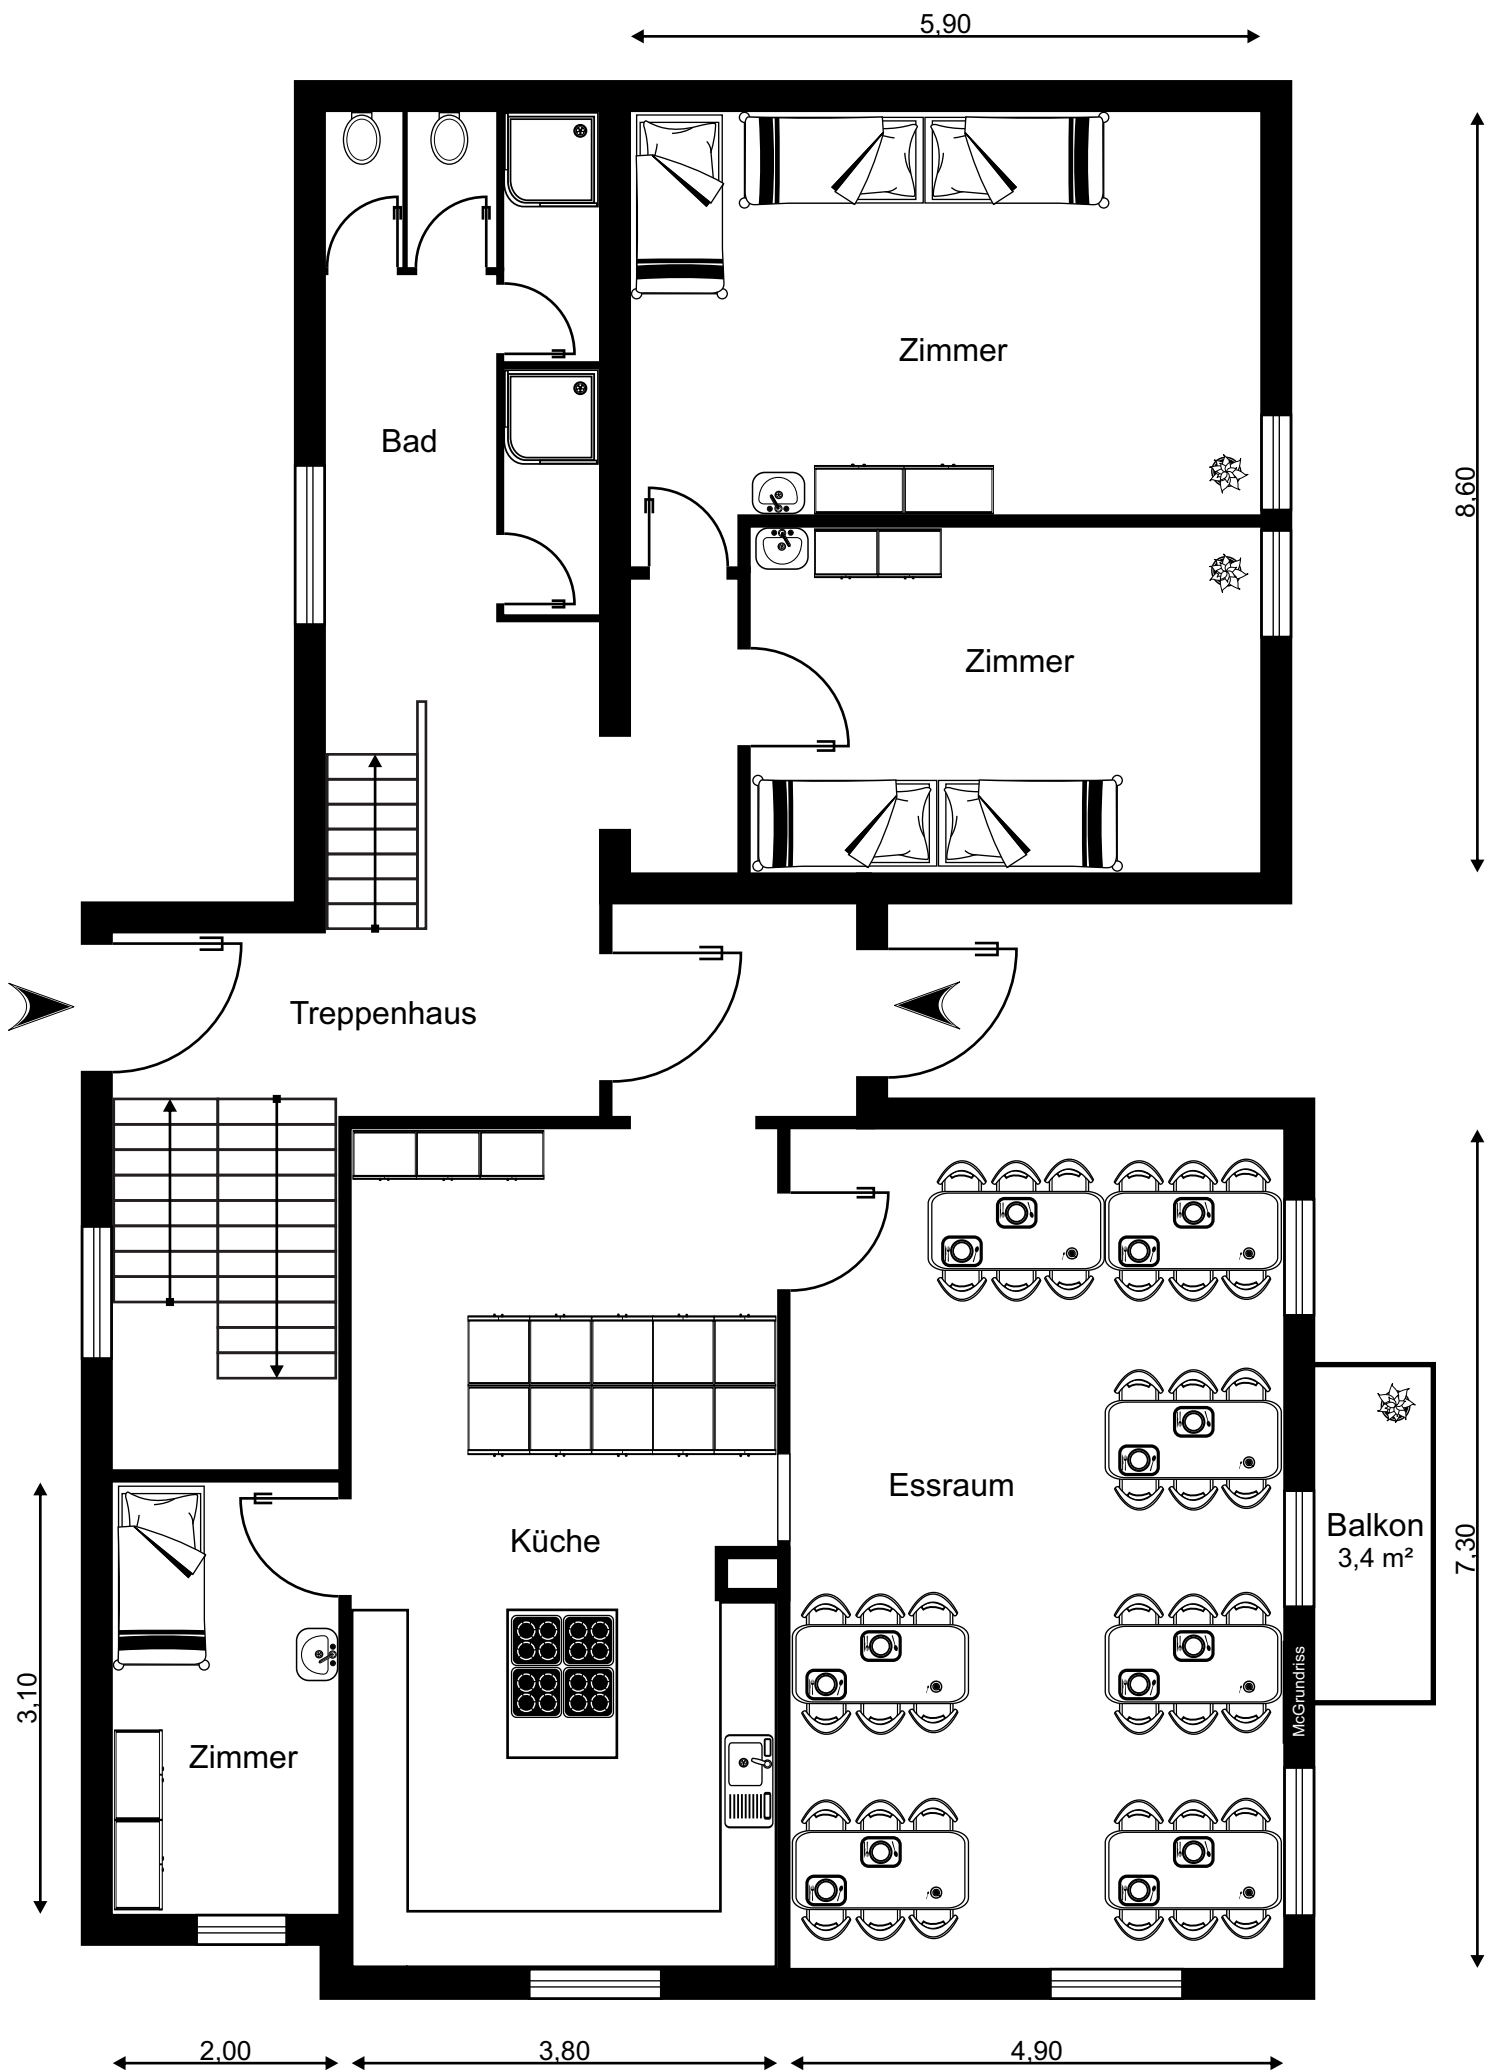 5,90
Zimmer
Bad
8,60
Zimmer
Treppenhaus
Essraum
Küche
Balkon
3,4 m²
7,30
McGrundriss
3,10
Zimmer
2,00
3,80
4,90